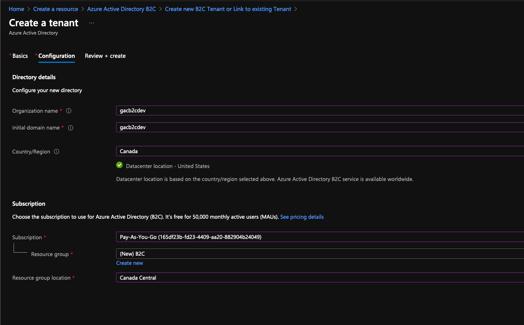 Home > Create a resource > Azure Active Directory B2C > Create new B2C Tenant or Link to existing Tenant >
Create a tenant ...
Azure Active Directory
* Basics * Configuration Review + create
Directory details
Configure your new directory
Organization name * gacb2cdev
Initial domain name * gacb2cdev
Country/Region Canada
Datacenter location - United States
Datacenter location is based on the country/region selected above. Azure Active Directory B2C service is available worldwide.
Subscription
Choose the subscription to use for Azure Active Directory (B2C). It's free for 50,000 monthly active users (MAUs). See pricing details
Subscription * Pay-As-You-Go (165df23b-fd23-4409-aa20-882904b24049)
Resource group * (New) B2C
Create new
Resource group location * Canada Central